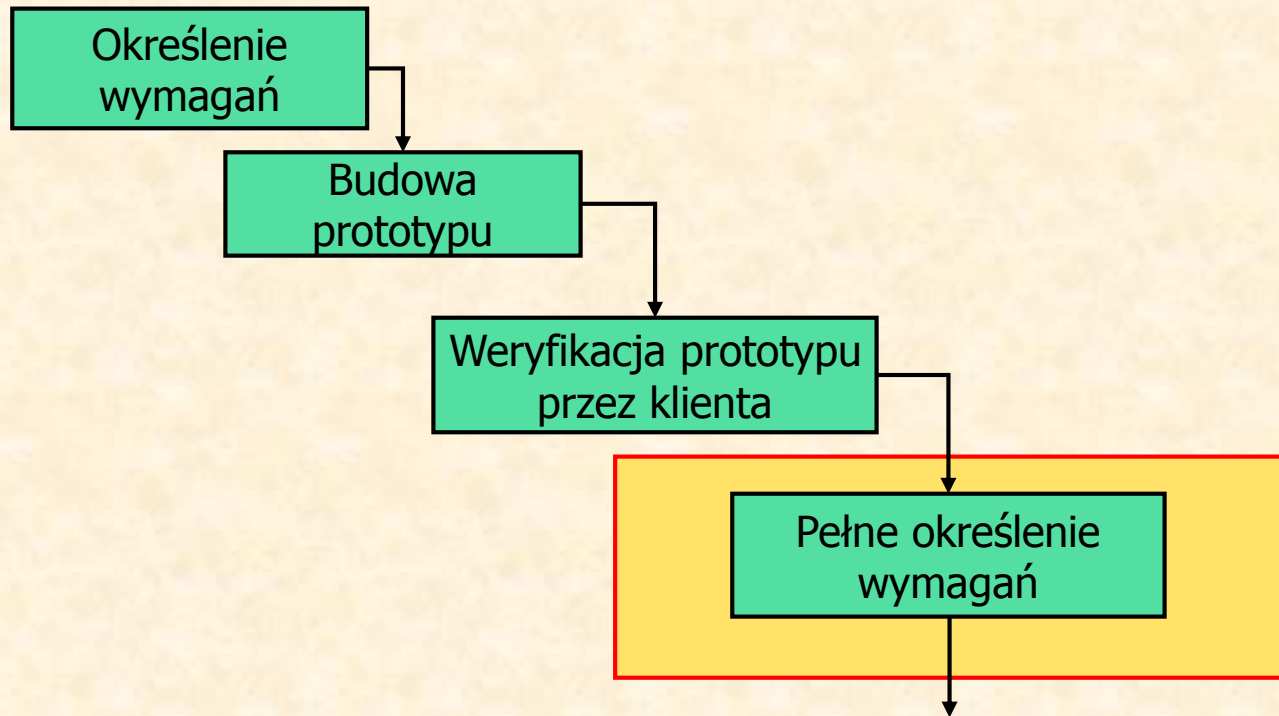 Określenie
wymagań
Budowa
prototypu
Weryfikacja prototypu
przez klienta
Pełne określenie
wymagań